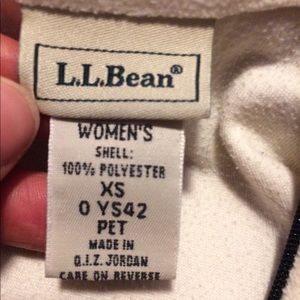 L.L.Bean®
WOMEN'S
SHELL:
100% POLYESTER
XS
0 YS42
PET
MADE IN
Q.I.Z. JORDAN
CARE ON REVERSE